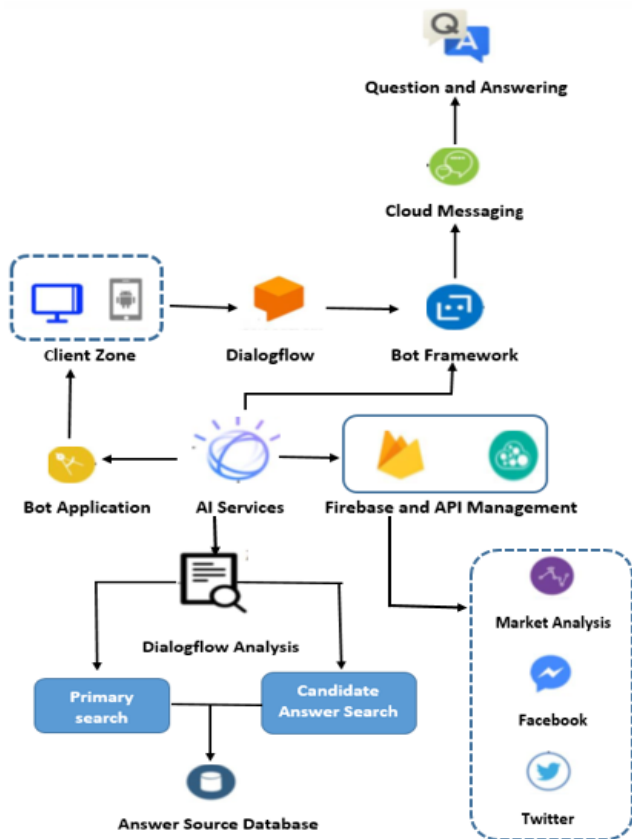 Q
A
Question and Answering
Cloud Messaging
Client Zone
Dialogflow
Bot Framework
Bot Application
AI Services
Firebase and API Management
Dialogflow Analysis
Market Analysis
Primary
search
Candidate
Answer Search
Facebook
Answer Source Database
Twitter